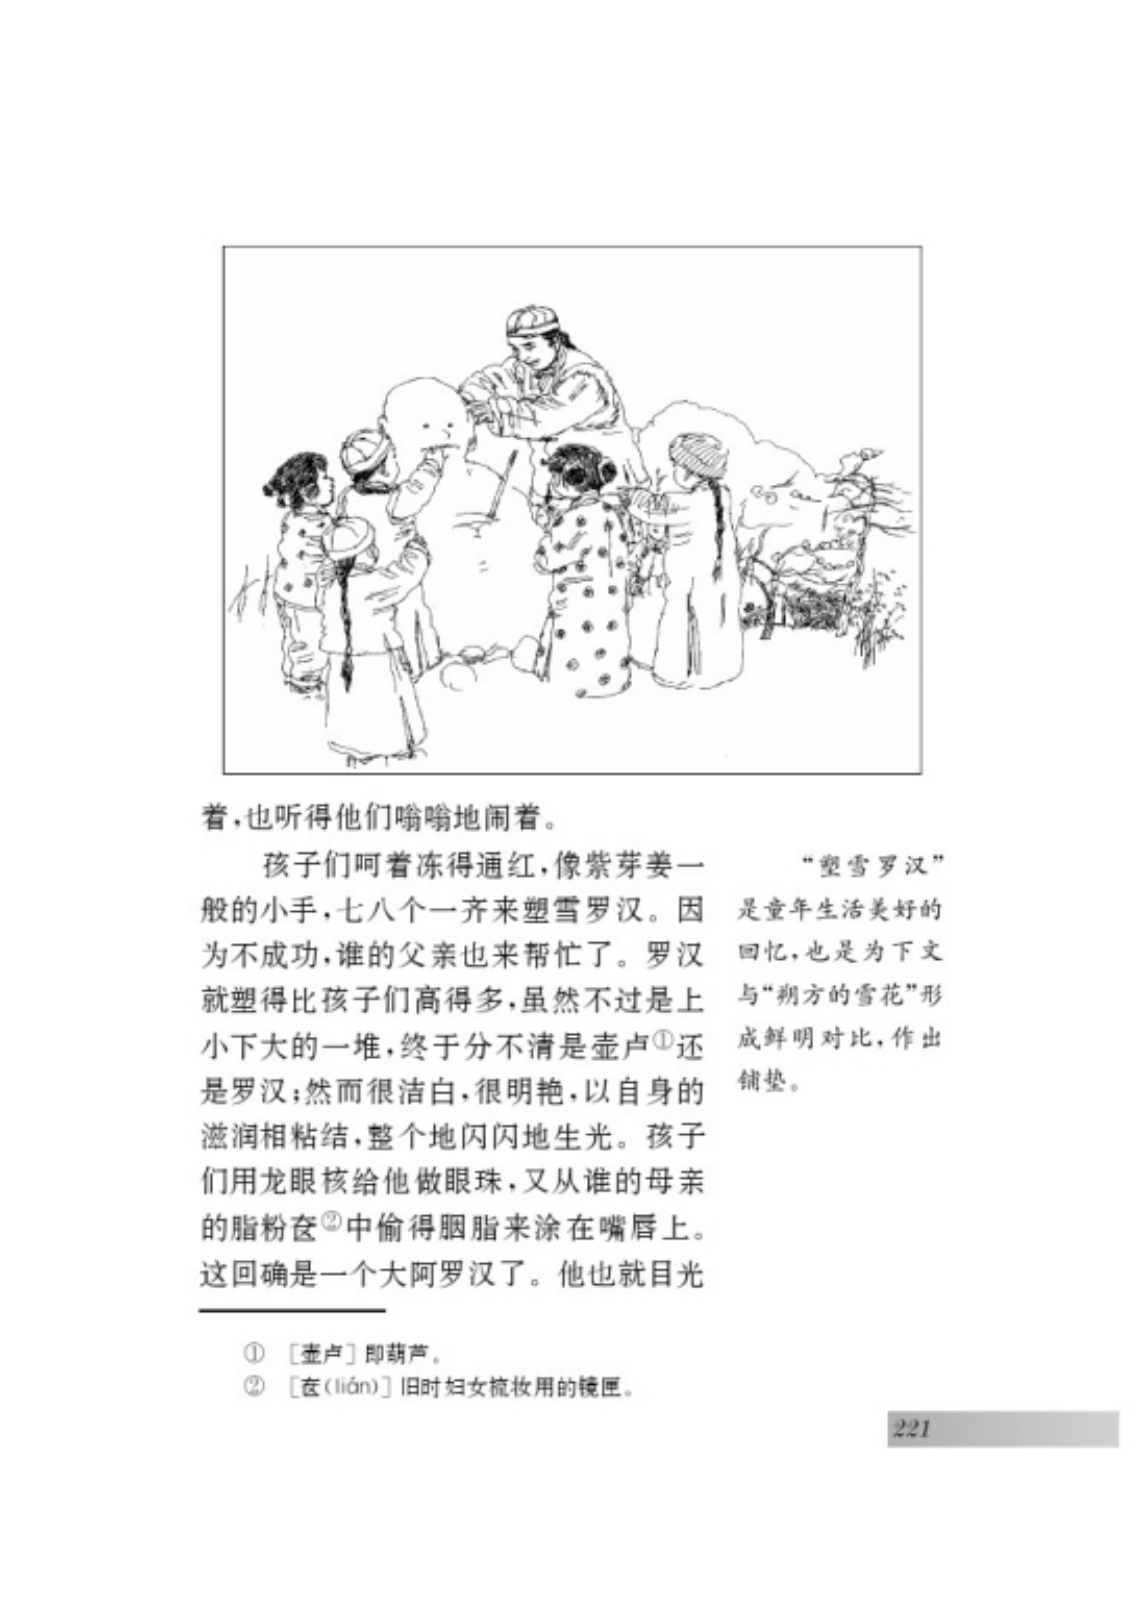 着,也听得他们嗡嗡地闹着。
孩子们呵着冻得通红,像紫芽姜一
般的小手,七八个一齐来塑雪罗汉。因
为不成功,谁的父亲也来帮忙了。罗汉
就塑得比孩子们高得多,虽然不过是上
小下大的一堆,终于分不清是壶卢①还
是罗汉;然而很洁白,很明艳,以自身的
滋润相粘结,整个地闪闪地生光。孩子
们用龙眼核给他做眼珠,又从谁的母亲
的脂粉奁②中偷得胭脂来涂在嘴唇上。
这回确是一个大阿罗汉了。他也就目光
“塑雪罗汉”
是童年生活美好的
回忆,也是为下文
与“朔方的雪花”形
成鲜明对比,作出
铺垫。
① [壶卢]即葫芦。
② [奁(lián)]旧时妇女梳妆用的镜匣。
221